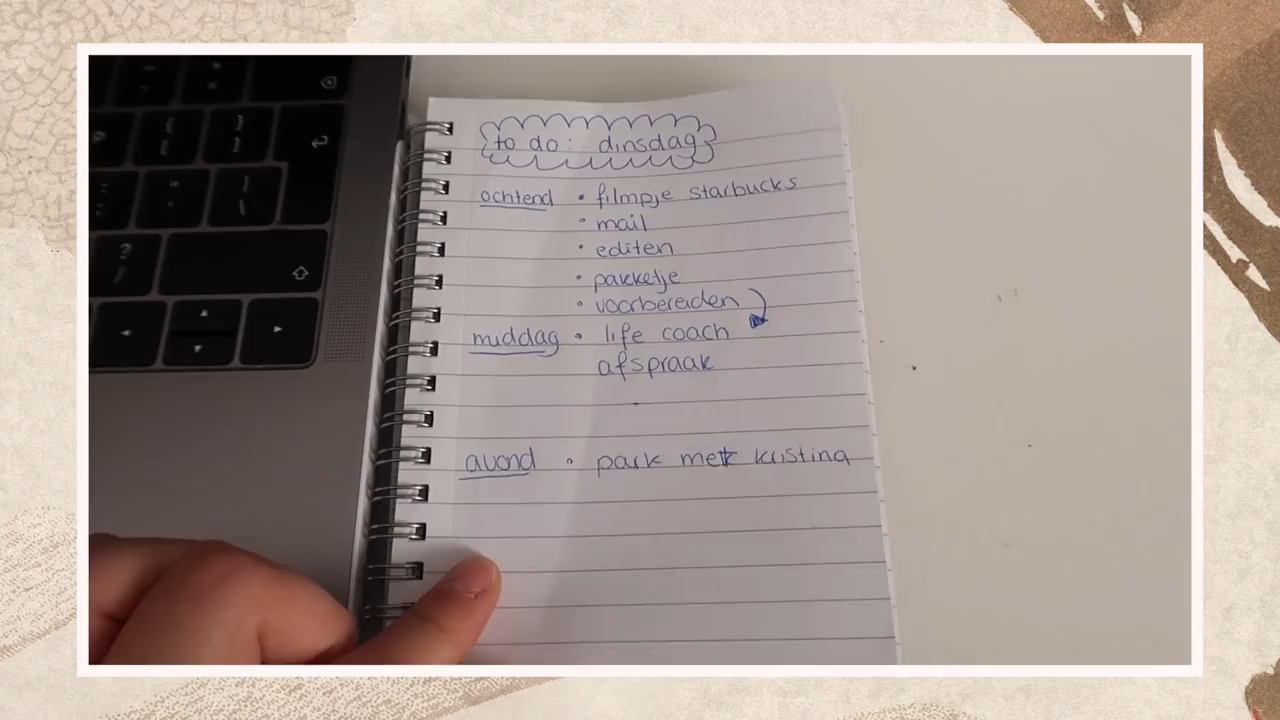 to do: dinsdag
ochtend • filmpje starbucks
• mail
• editen
• pakketje
• voorbereiden
middag • life coach
afspraak
avond • park met kristina